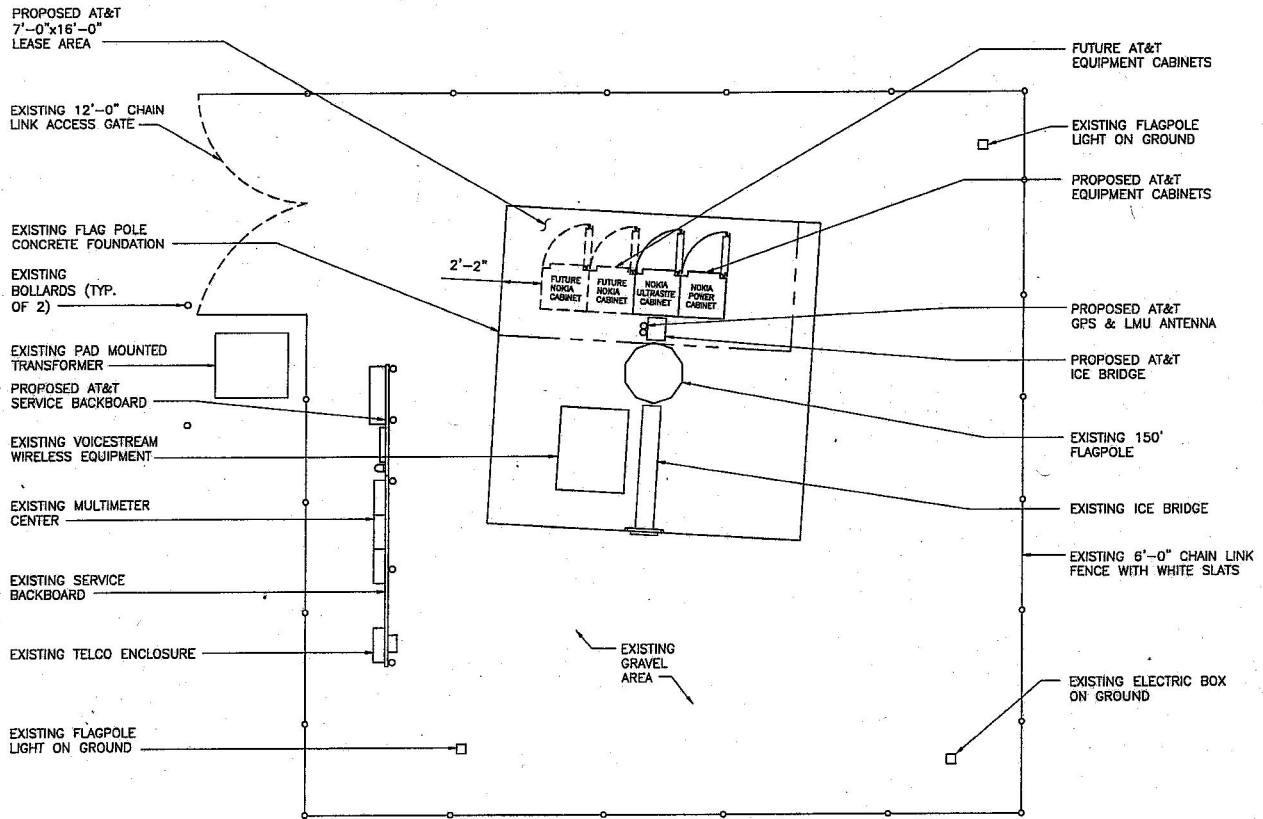 PROPOSED AT&T
7'-0"x16'-0"
LEASE AREA
EXISTING 12'-0" CHAIN
LINK ACCESS GATE
EXISTING FLAG POLE
CONCRETE FOUNDATION
EXISTING
BOLLARDS (TYP.
OF 2)
EXISTING PAD MOUNTED
TRANSFORMER
PROPOSED AT&T
SERVICE BACKBOARD
EXISTING VOICESTREAM
WIRELESS EQUIPMENT
EXISTING MULTIMETER
CENTER
EXISTING SERVICE
BACKBOARD
EXISTING TELCO ENCLOSURE
EXISTING FLAGPOLE
LIGHT ON GROUND
2'-2"
FUTURE
NOKIA
CABINET
FUTURE
NOKIA
CABINET
NOKIA
ULTRASITE
CABINET
NOKIA
POWER
CABINET
EXISTING
GRAVEL
AREA
FUTURE AT&T
EQUIPMENT CABINETS
EXISTING FLAGPOLE
LIGHT ON GROUND
PROPOSED AT&T
EQUIPMENT CABINETS
PROPOSED AT&T
GPS & LMU ANTENNA
PROPOSED AT&T
ICE BRIDGE
EXISTING 150'
FLAGPOLE
EXISTING ICE BRIDGE
EXISTING 6'-0" CHAIN LINK
FENCE WITH WHITE SLATS
EXISTING ELECTRIC BOX
ON GROUND